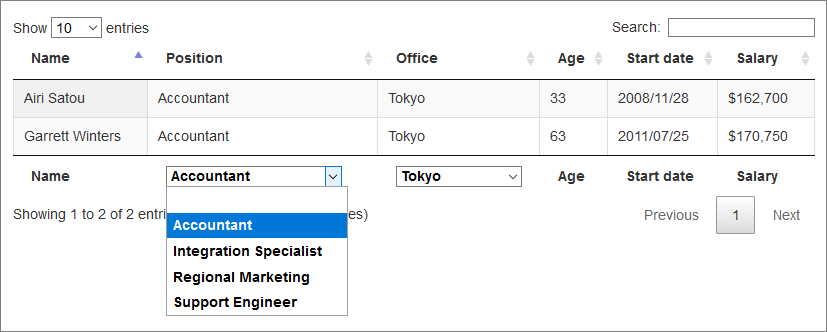 Show 10 entries Search:
Name Position Office Age Start date Salary
Airi Satou Accountant Tokyo 33 2008/11/28 $162,700
Garrett Winters Accountant Tokyo 63 2011/07/25 $170,750
Name Accountant Tokyo Age Start date Salary
Showing 1 to 2 of 2 es) Previous 1 Next
Accountant
Integration Specialist
Regional Marketing
Support Engineer